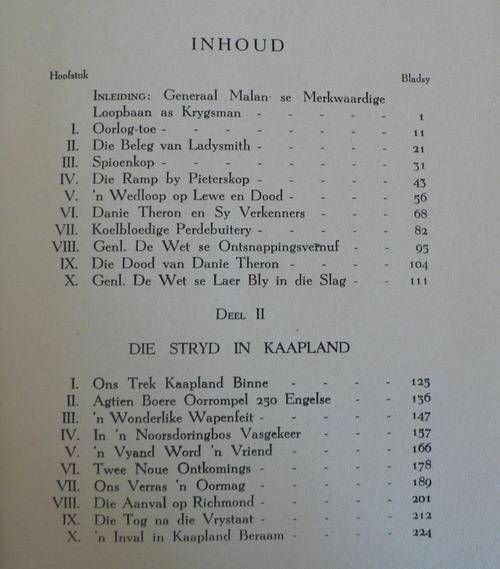 INHOUD
Hoofstuk Bladsy
INLEIDING: Generaal Malan se Merkwaardige
Loopbaan as Krygsman - - - - 1
I. Oorlog-toe - - - - - - - 11
II. Die Beleg van Ladysmith - - - - 21
III. Spioenkop - - - - - - - 31
IV. Die Ramp by Pieterskop - - - - 43
V. 'n Wedloop op Lewe en Dood - - - - 56
VI. Danie Theron en Sy Verkenners - - - 68
VII. Koelbloedige Perdebuitery - - - - 82
VIII. Genl. De Wet se Ontsnappingsvernuf - - 95
IX. Die Dood van Danie Theron - - - - 104
X. Genl. De Wet se Laer Bly in die Slag - - 111
DEEL II
DIE STRYD IN KAAPLAND
I. Ons Trek Kaapland Binne - - - - 125
II. Agtien Boere Oorrompel 250 Engelse - - 136
III. 'n Wonderlike Wapenfeit - - - - - 147
IV. In 'n Noorsdoringbos Vasgekeer - - - 157
V. 'n Vyand Word 'n Vriend - - - - 166
VI. Twee Noue Ontkomings - - - - - 178
VII. Ons Verras 'n Oormag - - - - - 189
VIII. Die Aanval op Richmond - - - - - 201
IX. Die Tog na die Vrystaat - - - - - 212
X. 'n Inval in Kaapland Beraam - - - - 224